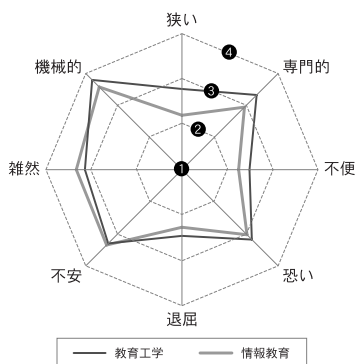 狭い
❹
機械的
専門的
❸
❷
雑然
❶
不便
不安
恐い
退屈
教育工学
情報教育